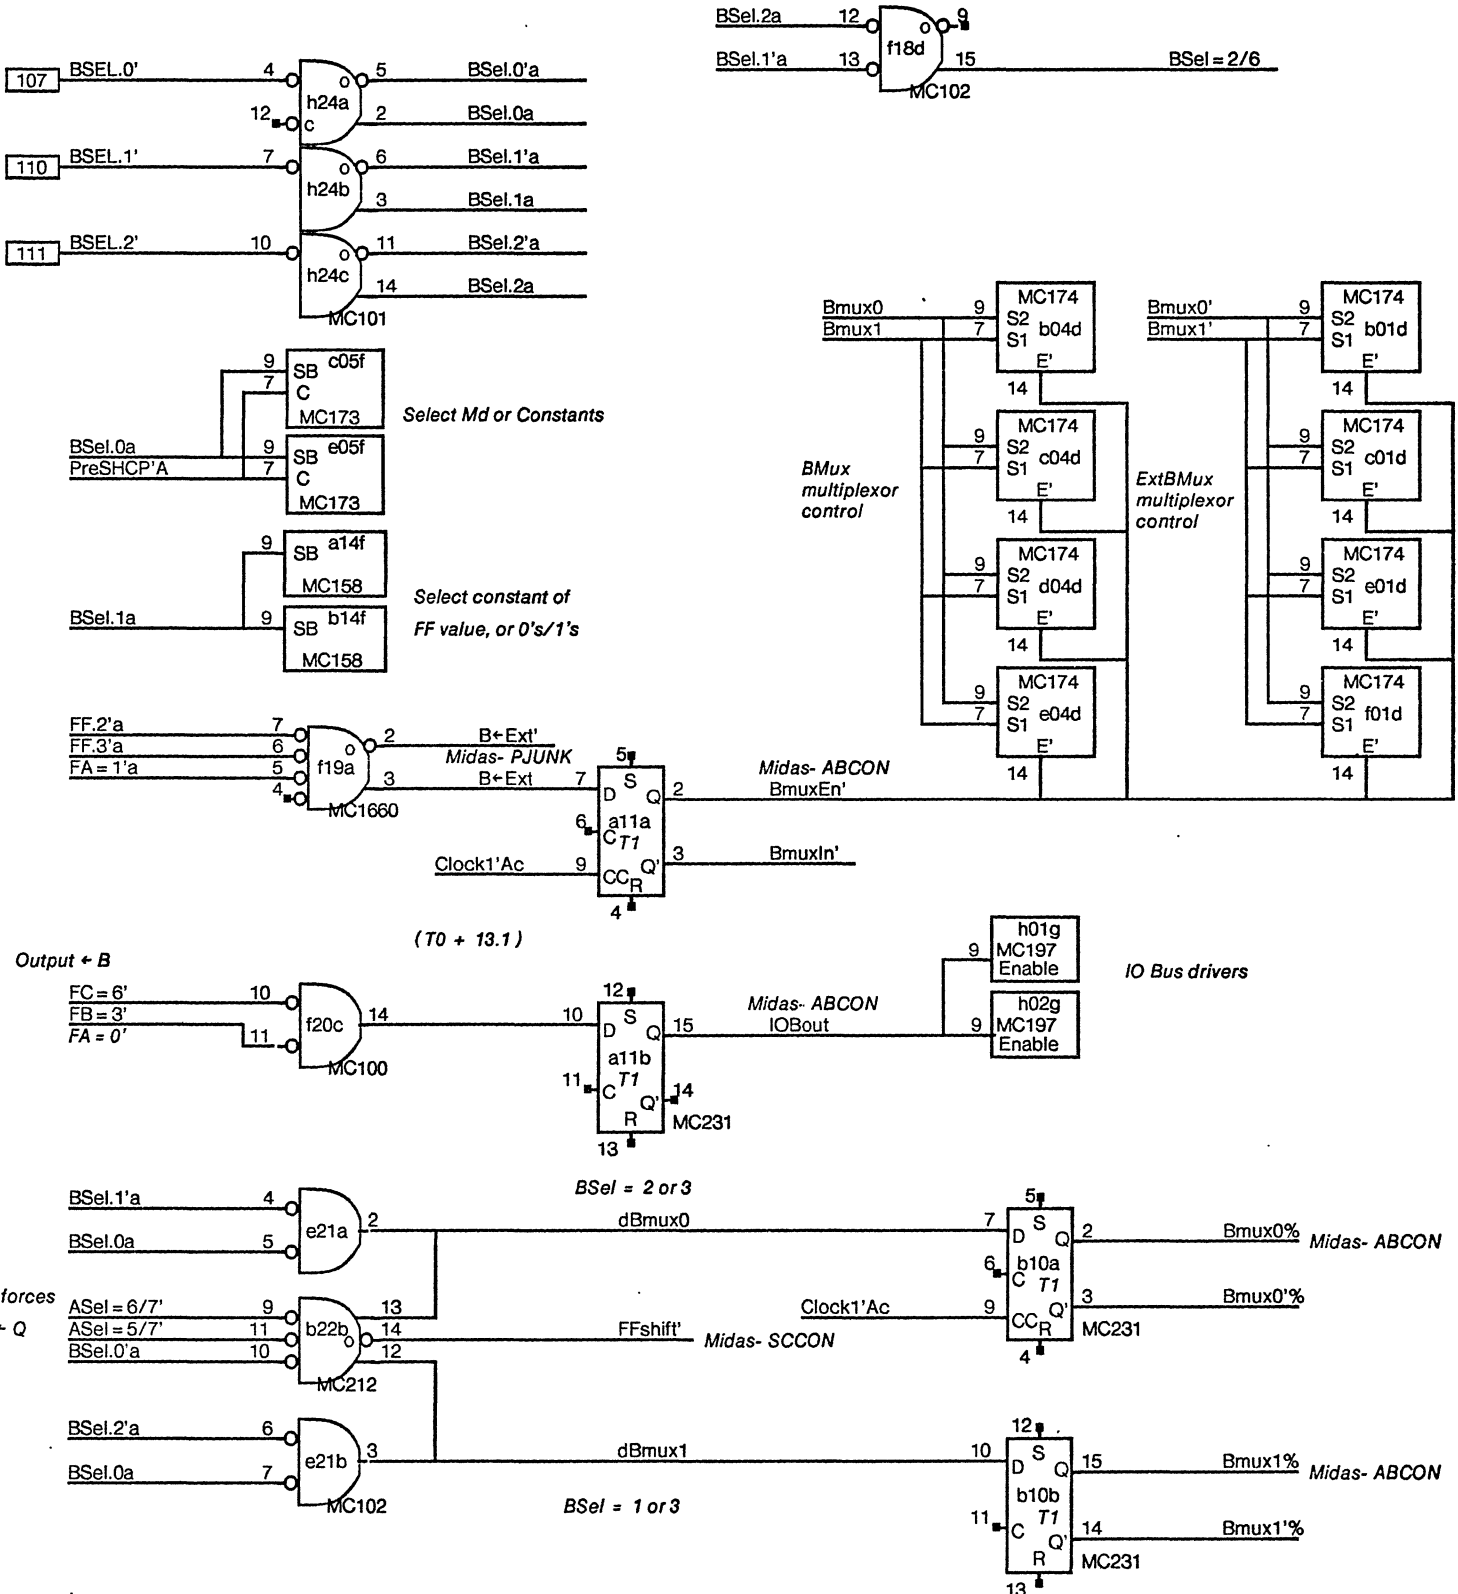 BSel.2a 12 o 9
f18d
BSel.1'a 13 15 BSel = 2/6
MC102
107 BSEL.0' 4 o 5 BSel.0'a
h24a
12 c 2 BSel.0a
110 BSEL.1' 7 o 6 BSel.1'a
h24b
3 BSel.1a
111 BSEL.2' 10 o 11 BSel.2'a
h24c
14 BSel.2a
MC101
9 SB c05f
7 C
MC173
Select Md or Constants
BSel.0a 9 SB e05f
PreSHCP'A 7 C
MC173
9 SB a14f
MC158
Select constant of
FF value, or 0's/1's
BSel.1a 9 SB b14f
MC158
Bmux0 9 S2 MC174
Bmux1 7 S1 b04d
E'
14
9 S2 MC174
7 S1 c04d
E'
14
BMux
multiplexor
control
9 S2 MC174
7 S1 d04d
E'
14
9 S2 MC174
7 S1 e04d
E'
14
Bmux0' 9 S2 MC174
Bmux1' 7 S1 b01d
E'
14
9 S2 MC174
7 S1 c01d
E'
14
ExtBMux
multiplexor
control
9 S2 MC174
7 S1 e01d
E'
14
9 S2 MC174
7 S1 f01d
E'
14
FF.2'a 7 o 2 B←Ext'
FF.3'a 6 f19a Midas- PJUNK
FA = 1'a 5 3 B←Ext 7
4 MC1660
5 S
D Q 2 BmuxEn'
Midas- ABCON
6 C a11a
T1
Clock1'Ac 9 CC R Q' 3 BmuxIn'
4
(T0 + 13.1)
Output ← B
FC = 6' 10
FB = 3' f20c 14
FA = 0' 11
MC100
12 S
10 D Q 15 IOBout
Midas- ABCON
a11b
11 C T1
Q' 14
R MC231
13
h01g
9 MC197
Enable
IO Bus drivers
h02g
9 MC197
Enable
BSel = 2 or 3
BSel.1'a 4
e21a 2 dBmux0 7
BSel.0a 5
forces
- Q
ASel = 6/7' 9 13
ASel = 5/7' 11 b22b o 14 FFshift' Midas- SCCON
BSel.0'a 10 12
MC212
BSel.2'a 6
e21b 3 dBmux1 10
BSel.0a 7
MC102
BSel = 1 or 3
5 S
D Q 2 Bmux0% Midas- ABCON
6 C b10a
T1
Clock1'Ac 9 CC R Q' 3 Bmux0'%
4 MC231
12 S
D Q 15 Bmux1% Midas- ABCON
b10b
11 C T1
Q' 14 Bmux1'%
R MC231
13